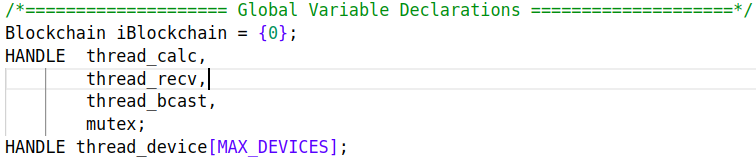 /*==================== Global Variable Declarations ====================*/
Blockchain iBlockchain = {0};
HANDLE  thread_calc,
        thread_recv,
        thread_bcast,
        mutex;
HANDLE thread_device[MAX_DEVICES];